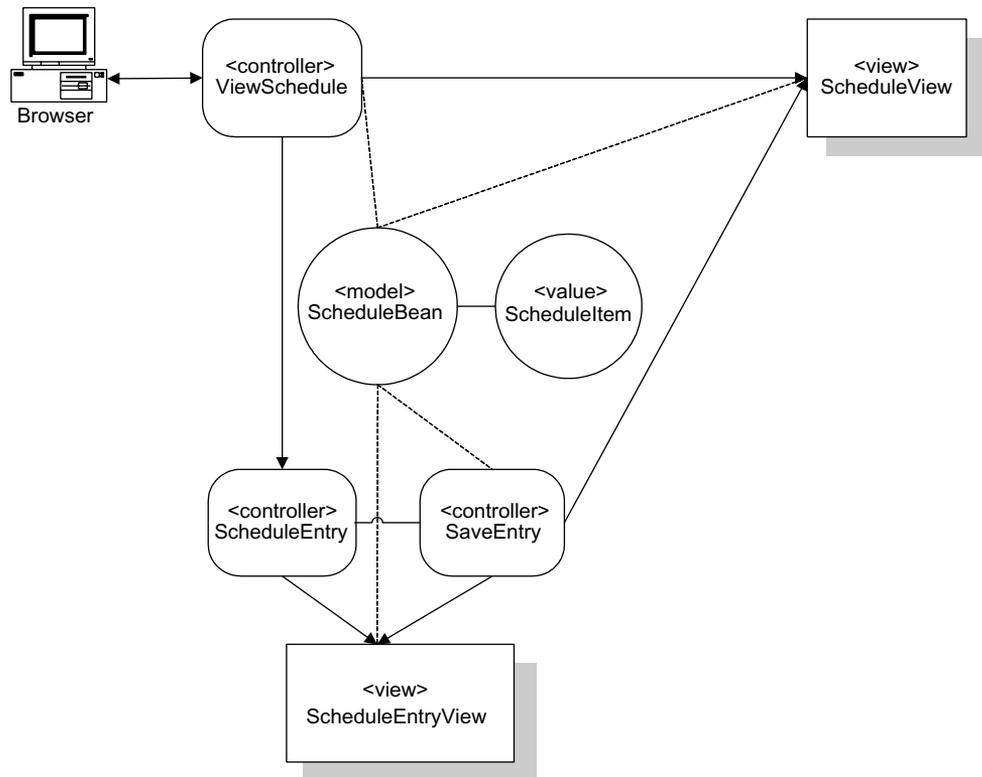 <controller>
ViewSchedule
<view>
ScheduleView
Browser
<model>
ScheduleBean
<value>
ScheduleItem
<controller>
ScheduleEntry
<controller>
SaveEntry
<view>
ScheduleEntryView